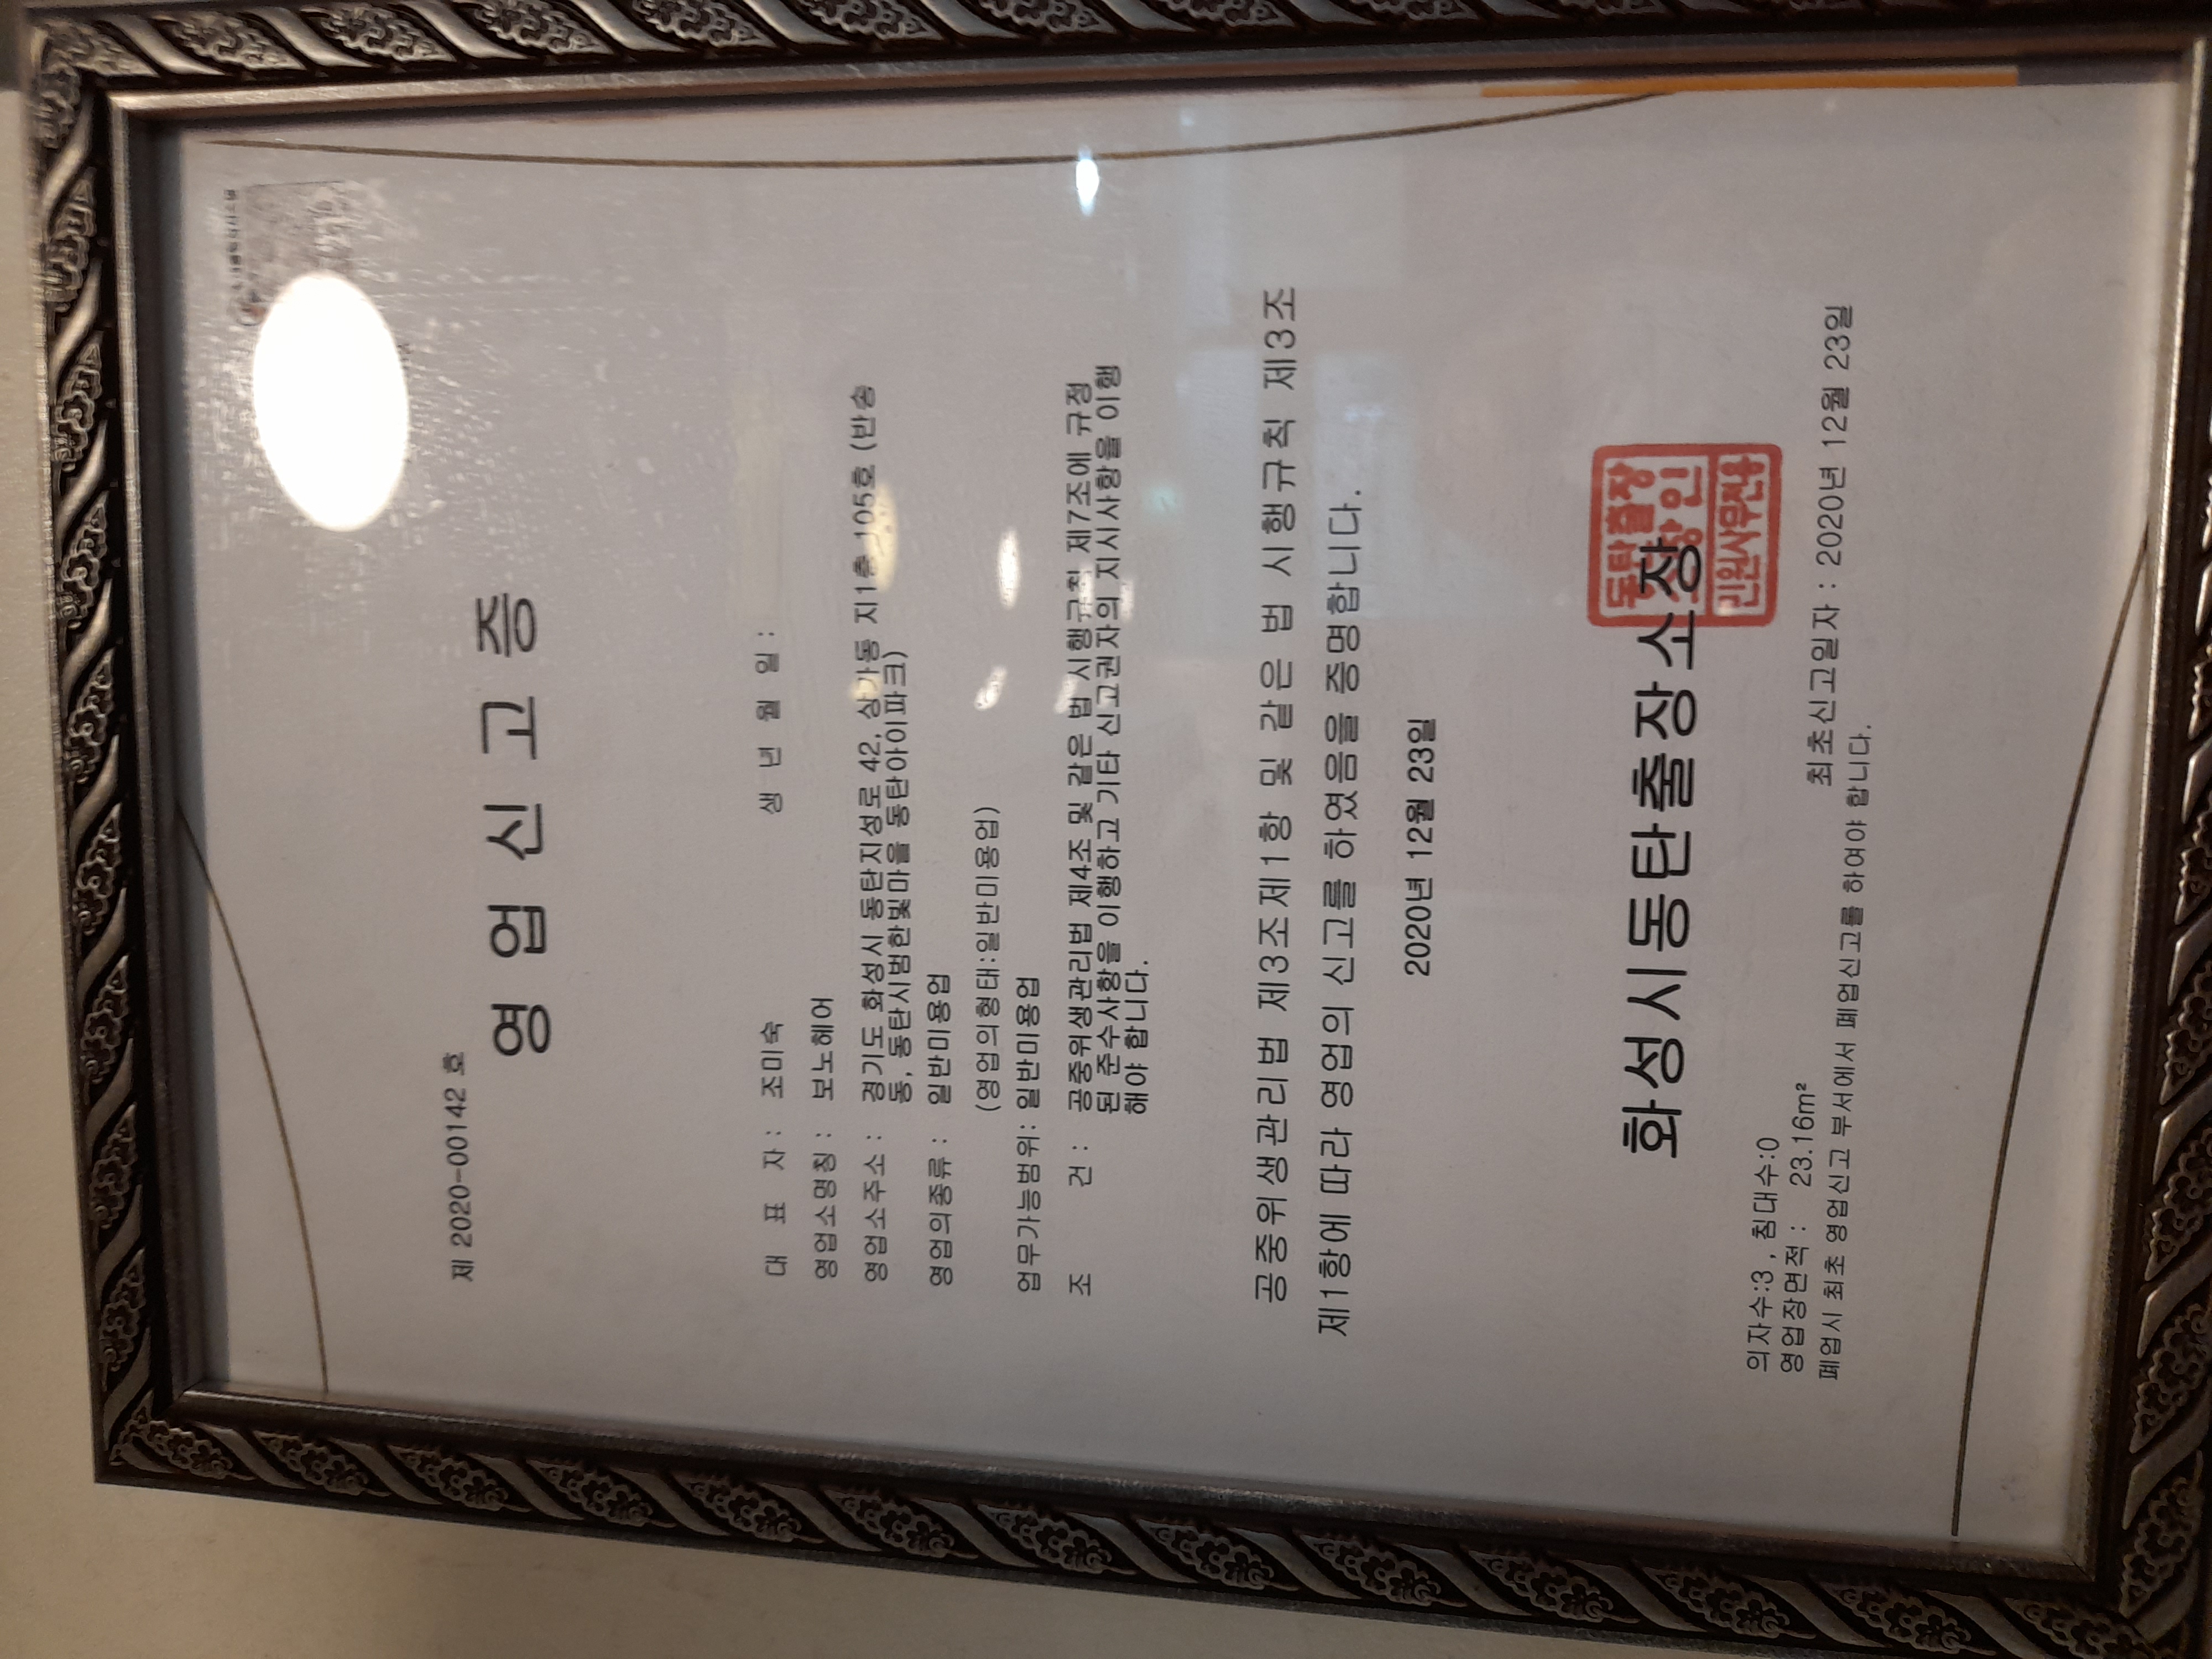 제 2020-00142 호
영 업 신 고 증
대 표 자 : 조미숙 생 년 월 일 :
영업소명칭 : 보노헤어
영업소주소 : 경기도 화성시 동탄지성로 42, 상가동 지1층 105호 (반송
동, 동탄시범한빛마을 동탄아이파크)
영업의종류 : 일반미용업
(영업의형태:일반미용업)
업무가능범위: 일반미용업
조 건 : 공중위생관리법 제4조 및 같은 법 시행규칙 제7조에 규정
된 준수사항을 이행하고 기타 신고권자의 지시사항을 이행
해야 합니다.
공중위생관리법 제3조제1항 및 같은 법 시행규칙 제3조
제1항에 따라 영업의 신고를 하였음을 증명합니다.
2020년 12월 23일
화성시동탄출장소장
동탄출장
소장인
민원사무전용
의자수:3 , 침대수:0
영업장면적 : 23.16m²
최초신고일자 : 2020년 12월 23일
폐업시 최초 영업신고 부서에서 폐업신고를 하여야 합니다.